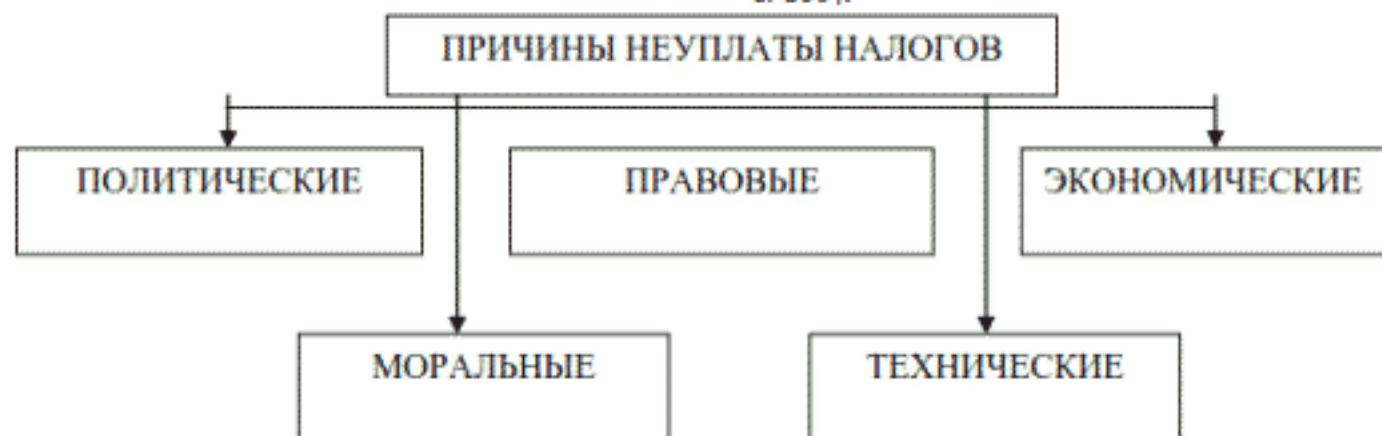 ПРИЧИНЫ НЕУПЛАТЫ НАЛОГОВ
ПОЛИТИЧЕСКИЕ
ПРАВОВЫЕ
ЭКОНОМИЧЕСКИЕ
МОРАЛЬНЫЕ
ТЕХНИЧЕСКИЕ